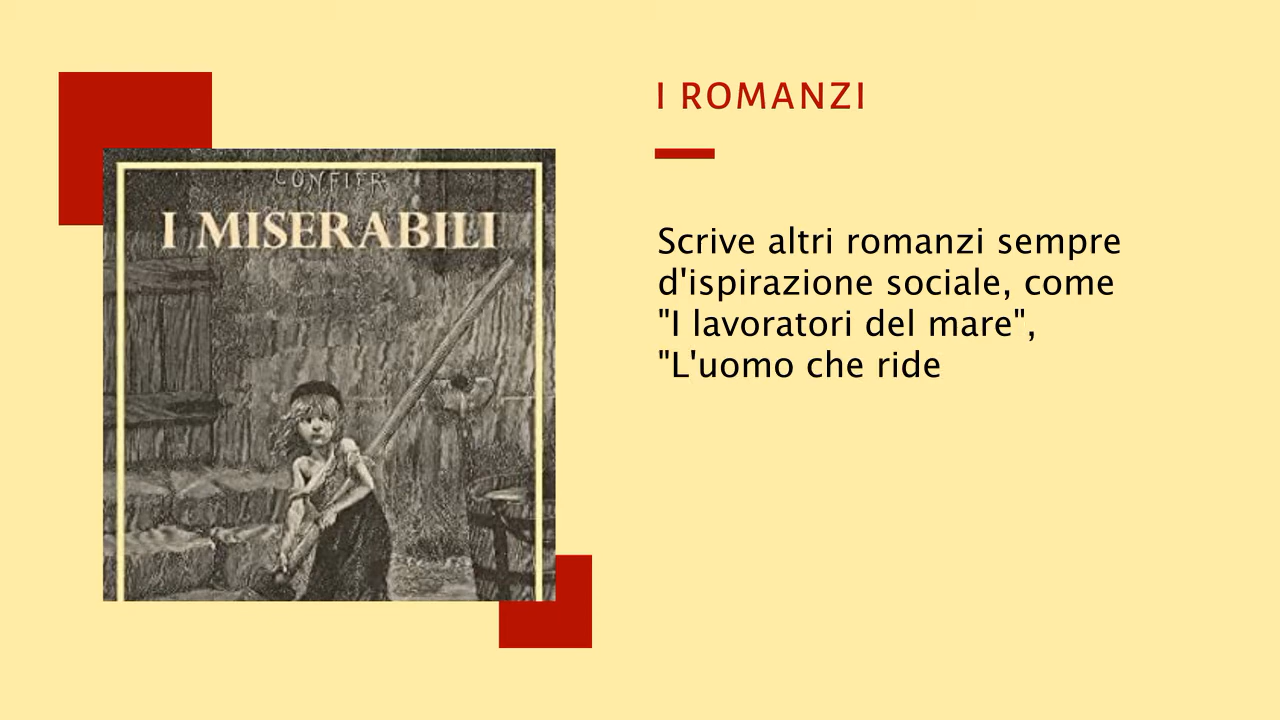 I ROMANZI
CONFIER
I MISERABILI
Scrive altri romanzi sempre
d'ispirazione sociale, come
"I lavoratori del mare",
"L'uomo che ride